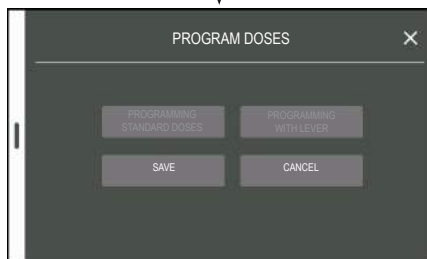 PROGRAM DOSES
PROGRAMMING PROGRAMMING
STANDARD DOSES WITH LEVER
SAVE CANCEL